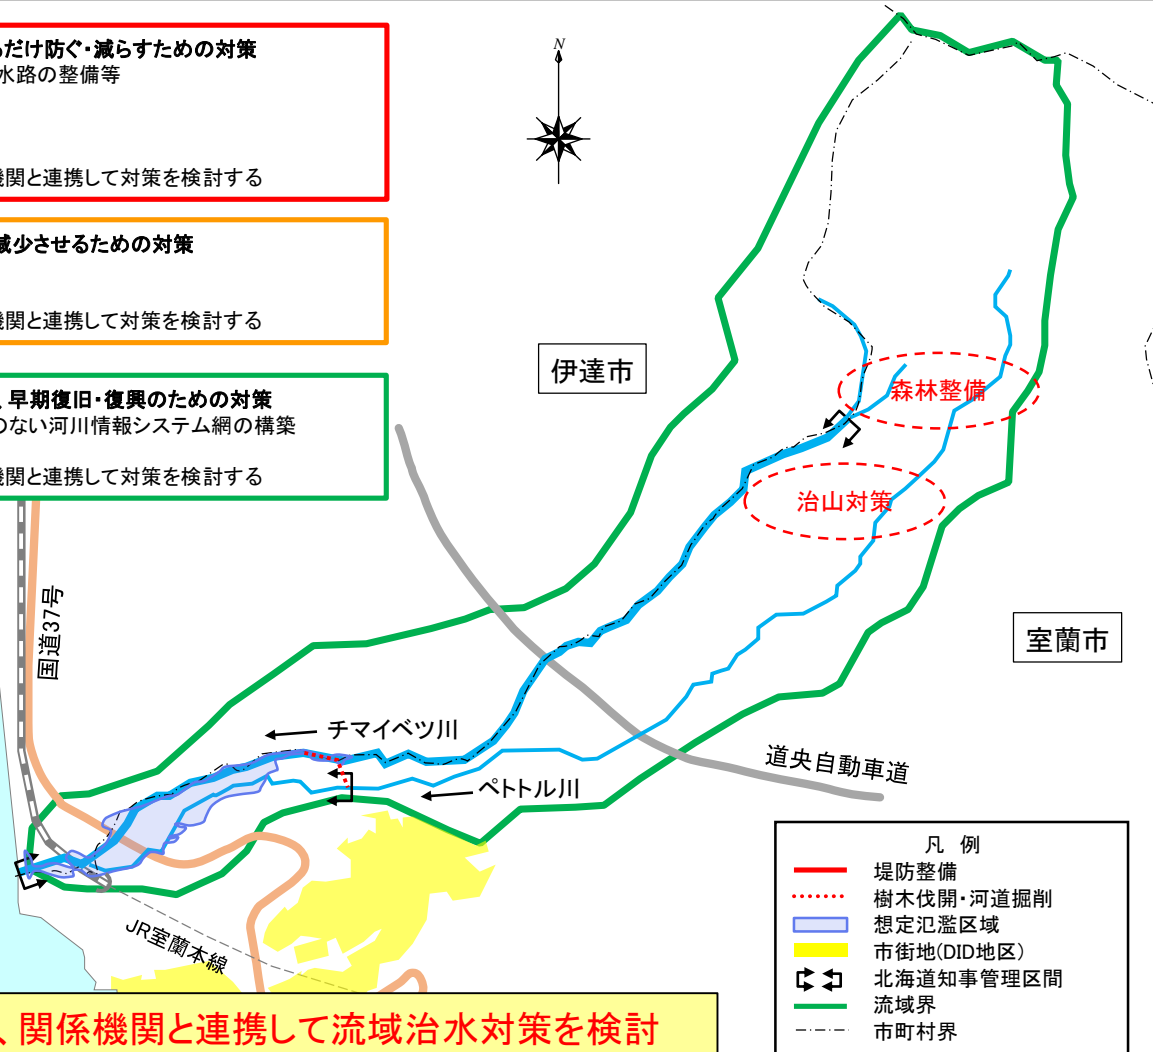 だけ防ぐ・減らすための対策
水路の整備等
機関と連携して対策を検討する
減少させるための対策
機関と連携して対策を検討する
、早期復旧・復興のための対策
のない河川情報システム網の構築
機関と連携して対策を検討する
N
伊達市
森林整備
治山対策
室蘭市
国道37号
チマイベツ川
ペトトル川
道央自動車道
JR室蘭本線
凡 例
堤防整備
樹木伐開・河道掘削
想定氾濫区域
市街地(DID地区)
北海道知事管理区間
流域界
市町村界
、関係機関と連携して流域治水対策を検討